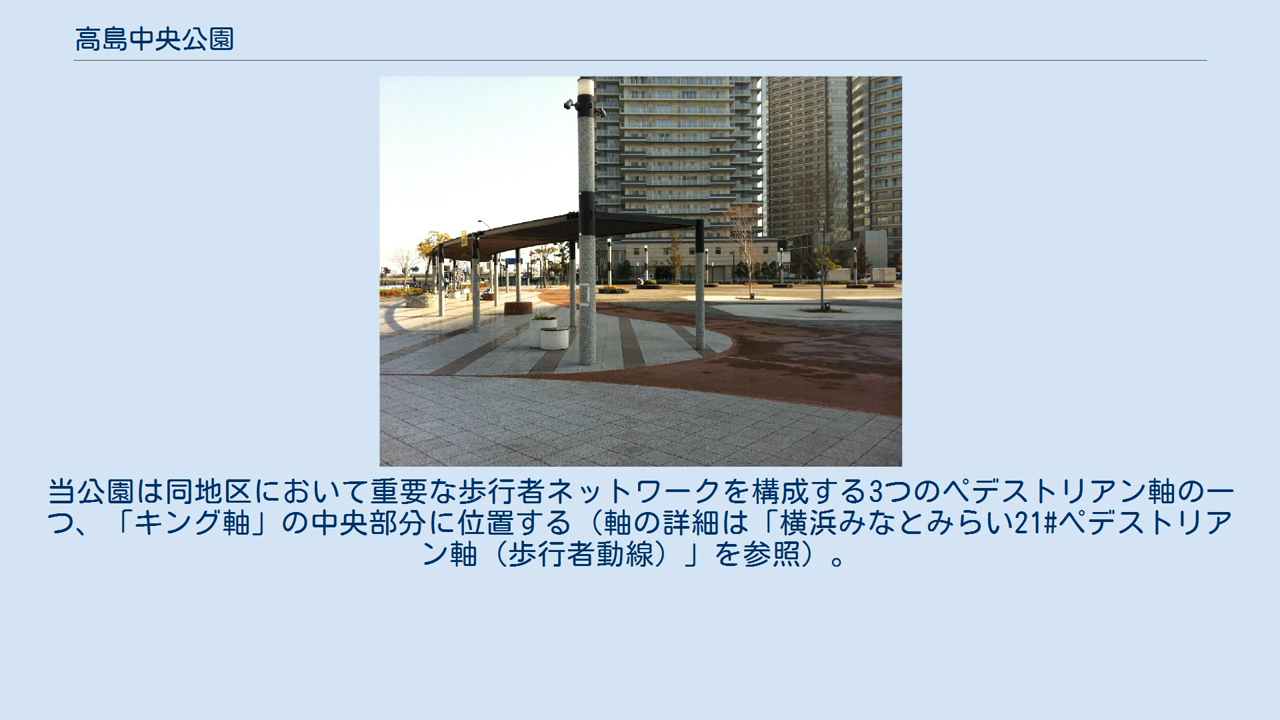 高島中央公園
当公園は同地区において重要な歩行者ネットワークを構成する3つのペデストリアン軸の一
つ、「キング軸」の中央部分に位置する（軸の詳細は「横浜みなとみらい21#ペデストリア
ン軸（歩行者動線）」を参照）。